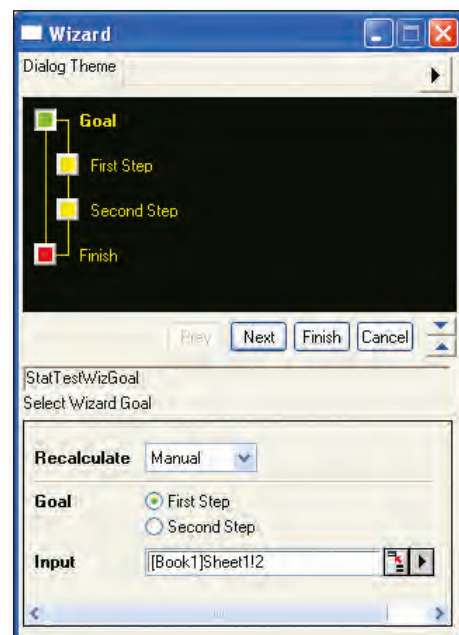 Wizard
Dialog Theme
Goal
First Step
Second Step
Finish
Prev Next Finish Cancel
StatTestWizGoal
Select Wizard Goal
Recalculate Manual
Goal First Step
Second Step
Input [Book1]Sheet1!2